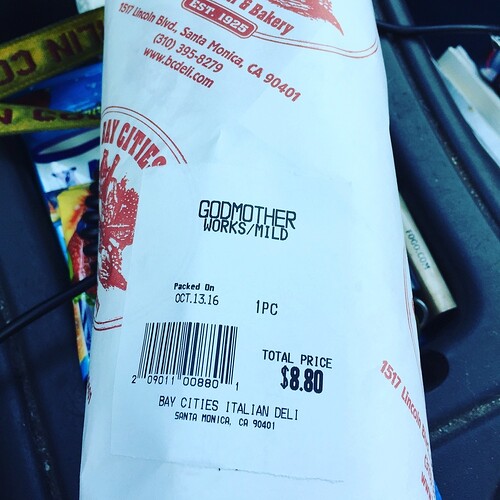 & Bakery
EST. 1925
1517 Lincoln Blvd., Santa Monica, CA 90401
(310) 395-8279
www.bcdeli.com
BAY CITIES
GODMOTHER
WORKS/MILD
Packed On
OCT.13.16
1PC
TOTAL PRICE
$8.80
2 09011 00880 1
BAY CITIES ITALIAN DELI
SANTA MONICA, CA 90401
1517 Lincoln